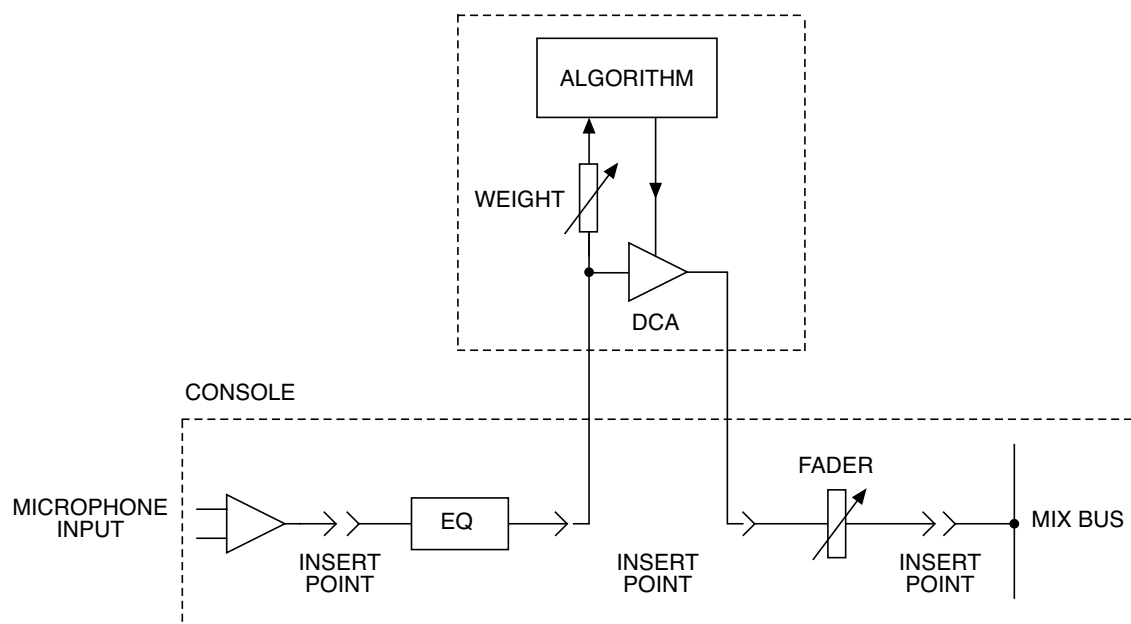 ALGORITHM
WEIGHT
DCA
CONSOLE
FADER
MICROPHONE
INPUT
EQ
MIX BUS
INSERT
POINT
INSERT
POINT
INSERT
POINT